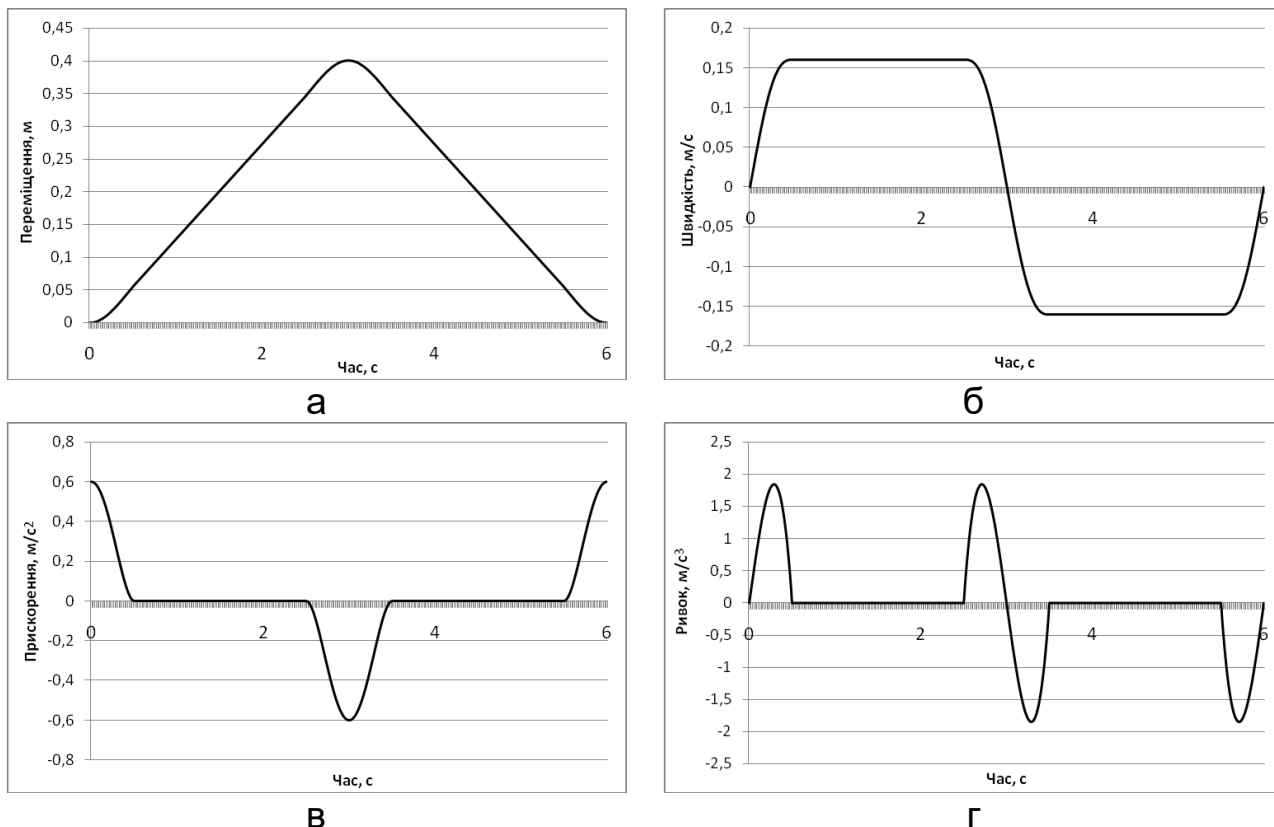 0,45
0,4
0,35
0,3
0,25
0,2
0,15
0,1
0,05
0
Переміщення, м
0 2 4 6
Час, с
а
0,2
0,15
0,1
0,05
0
-0,05
-0,1
-0,15
-0,2
Швидкість, м/с
0 2 4 6
Час, с
б
0,8
0,6
0,4
0,2
0
-0,2
-0,4
-0,6
-0,8
Прискорення, м/с²
0 2 4 6
Час, с
в
2,5
2
1,5
1
0,5
0
-0,5
-1
-1,5
-2
-2,5
Ривок, м/с³
0 2 4 6
Час, с
г